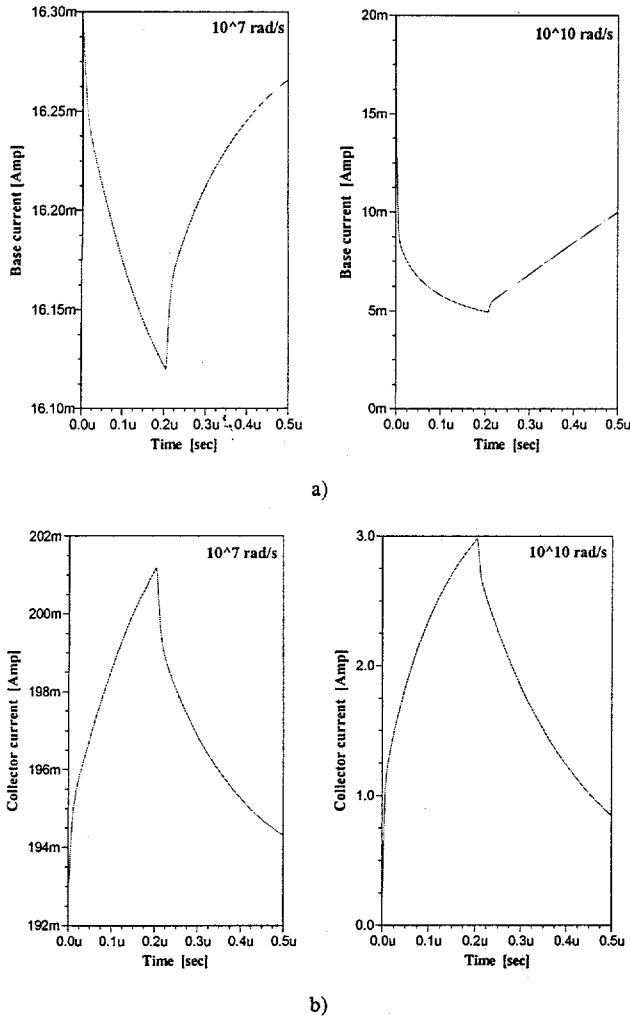 16.30m
10^7 rad/s
16.25m
16.20m
16.15m
16.10m
Base current [Amp]
0.0u 0.1u 0.2u 0.3u 0.4u 0.5u
Time [sec]
20m
10^10 rad/s
15m
10m
5m
0m
Base current [Amp]
0.0u 0.1u 0.2u 0.3u 0.4u 0.5u
Time [sec]
a)
202m
10^7 rad/s
200m
198m
196m
194m
192m
Collector current [Amp]
0.0u 0.1u 0.2u 0.3u 0.4u 0.5u
Time [sec[
3.0
10^10 rad/s
2.0
1.0
0.0
Collector current [Amp]
0.0u 0.1u 0.2u 0.3u 0.4u 0.5u
Time [sec]
b)